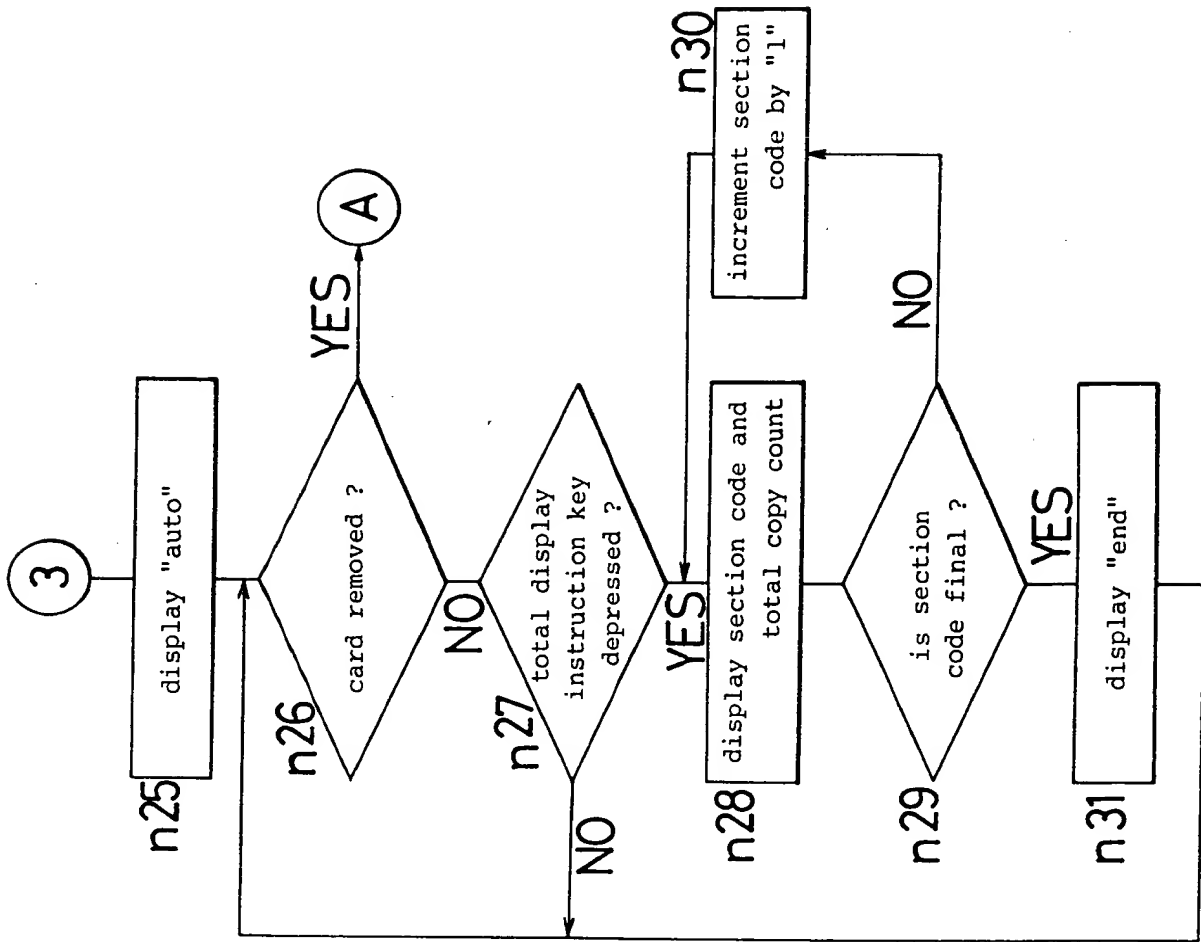 3
n25
display "auto"
n26
card removed ?
YES
A
NO
n27
total display
instruction key
depressed ?
NO
YES
n28
display section code and
total copy count
n30
increment section
code by "1"
n29
is section
code final ?
NO
YES
n31
display "end"